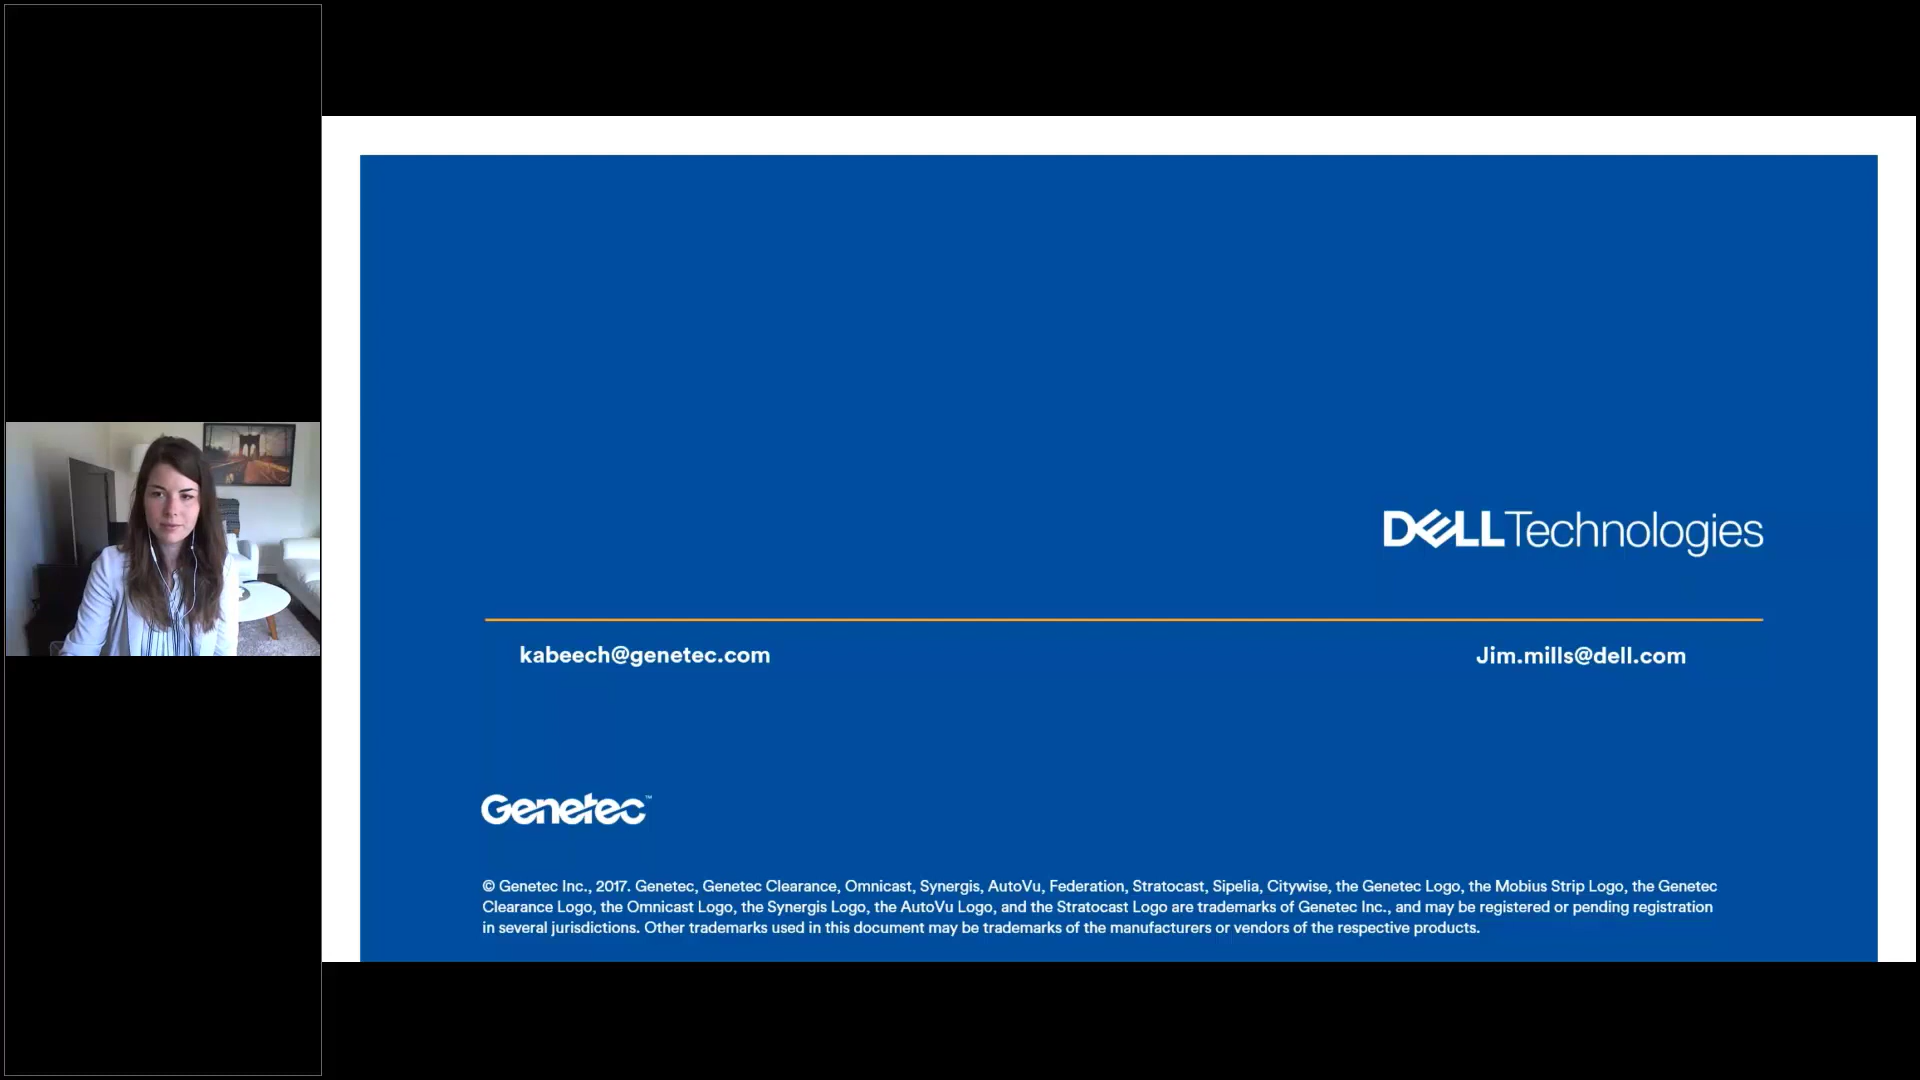 DELL Technologies
kabeech@genetec.com
Jim.mills@dell.com
Genetec™
© Genetec Inc., 2017. Genetec, Genetec Clearance, Omnicast, Synergis, AutoVu, Federation, Stratocast, Sipelia, Citywise, the Genetec Logo, the Mobius Strip Logo, the Genetec
Clearance Logo, the Omnicast Logo, the Synergis Logo, the AutoVu Logo, and the Stratocast Logo are trademarks of Genetec Inc., and may be registered or pending registration
in several jurisdictions. Other trademarks used in this document may be trademarks of the manufacturers or vendors of the respective products.